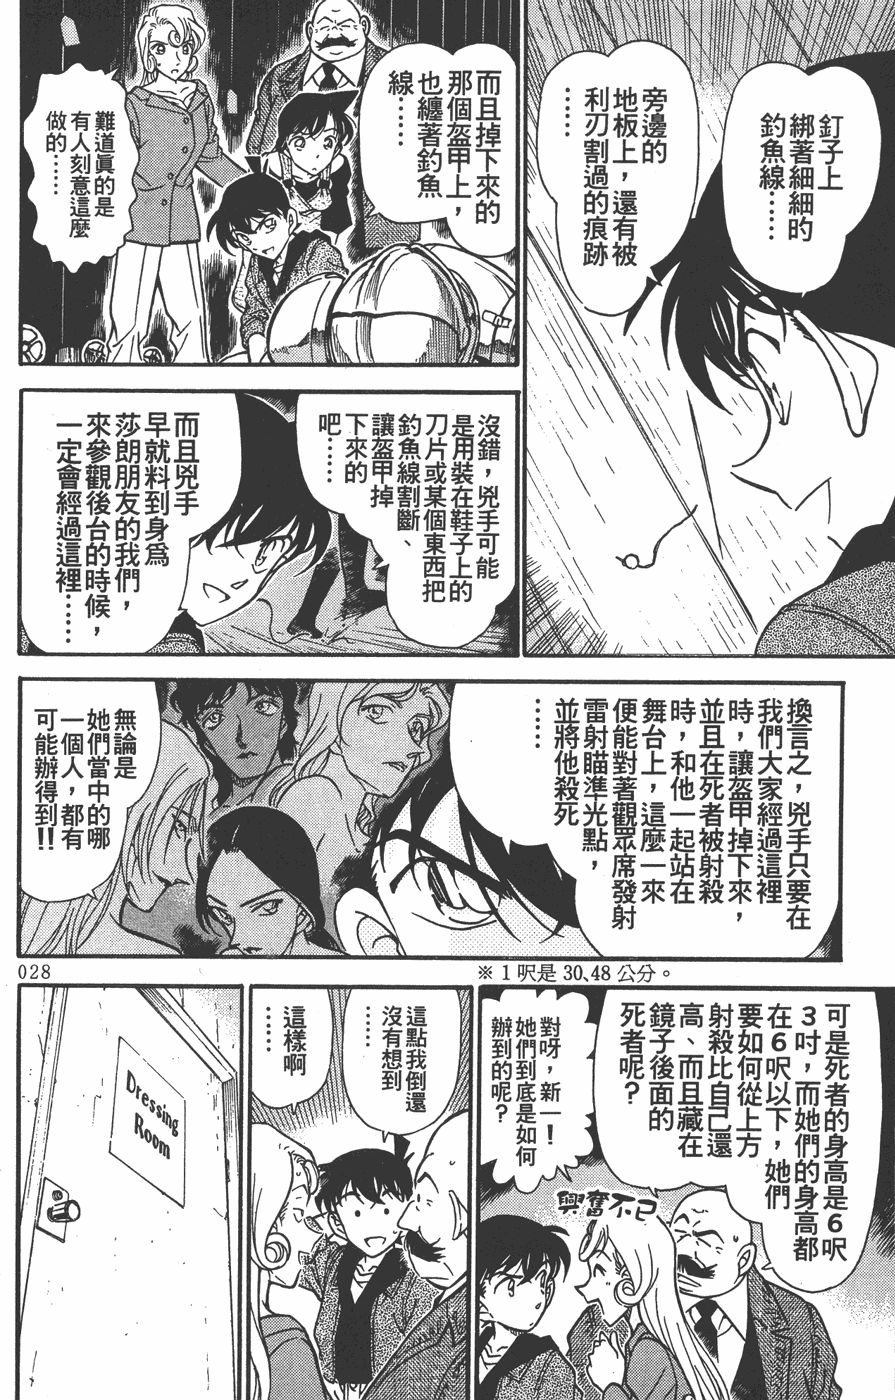 釘子上
綁著細細的
釣魚線……
旁邊的
地板上，還有被
利刃割過的痕跡
……
而且掉下來的
那個盔甲上，
也纏著釣魚
線……
難道真的是
有人刻意這麼
做的……
沒錯，兇手可能
是用裝在鞋子上的
刀片或某個東西把
釣魚線割斷、
讓盔甲掉
下來的
吧……
而且兇手
早就料到身為
莎朗朋友的我們，
來參觀後台的時候，
一定會經過這裡……
換言之，兇手只要在
我們大家經過這裡
時，讓盔甲掉下來，
並且在死者被射殺
時，和他一起站在
舞台上，這麼一來
便能對著觀眾席發射
雷射瞄準光點，
並將他殺死
……
無論是
她們當中的哪
一個人，都有
可能辦得到!!
028
※1呎是30、48公分。
可是死者的身高是6呎
3吋，而她們的身高都
在6呎以下，她們
要如何從上方
射殺比自己還
高、而且藏在
鏡子後面的
死者呢？
對呀，新一！
她們到底是如何
辦到的呢？
興奮不已
這點我倒還
沒有想到
……
這樣啊
……
Dressing
Room